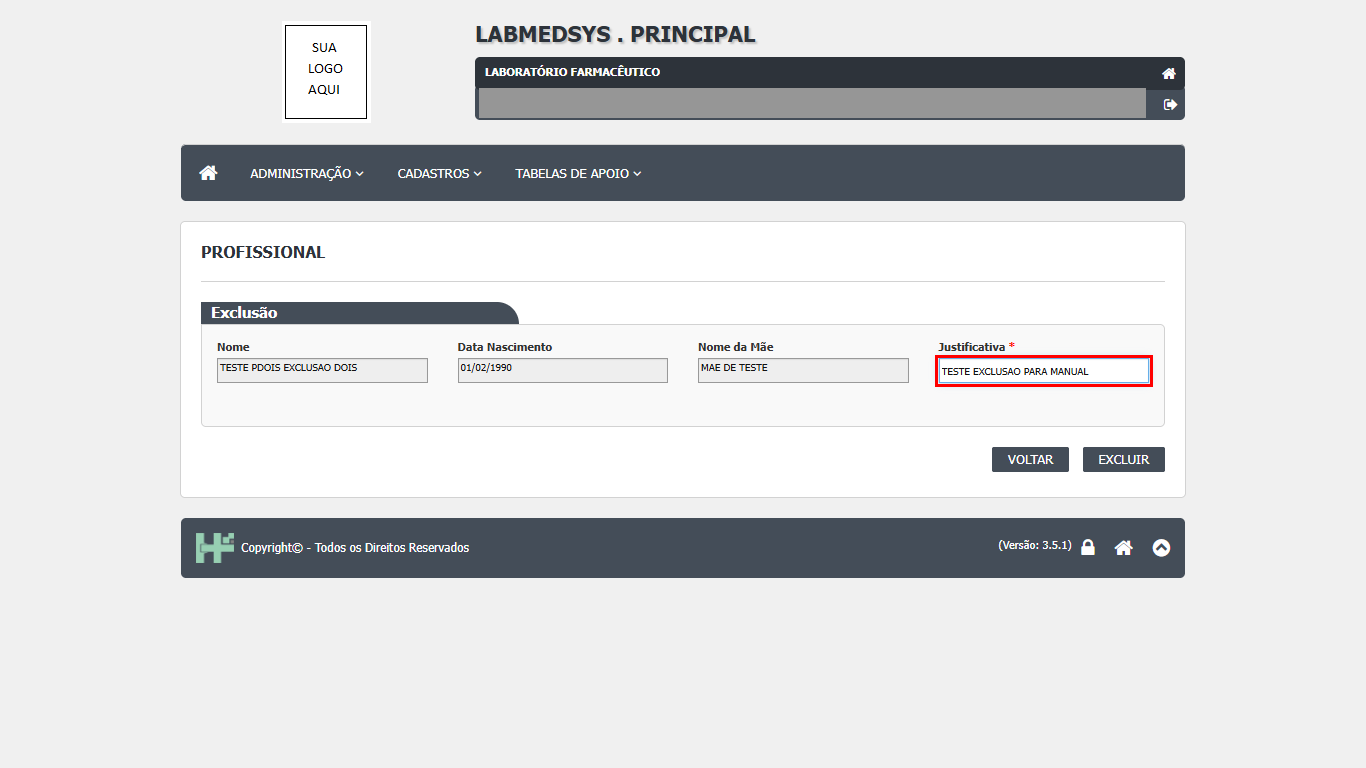 SUA
LOGO
AQUI
LABMEDSYS . PRINCIPAL
LABORATÓRIO FARMACÊUTICO
ADMINISTRAÇÃO CADASTROS TABELAS DE APOIO
PROFISSIONAL
Exclusão
Nome Data Nascimento Nome da Mãe Justificativa *
TESTE PDOIS EXCLUSAO DOIS 01/02/1990 MAE DE TESTE TESTE EXCLUSAO PARA MANUAL
VOLTAR EXCLUIR
Copyright© - Todos os Direitos Reservados (Versão: 3.5.1)